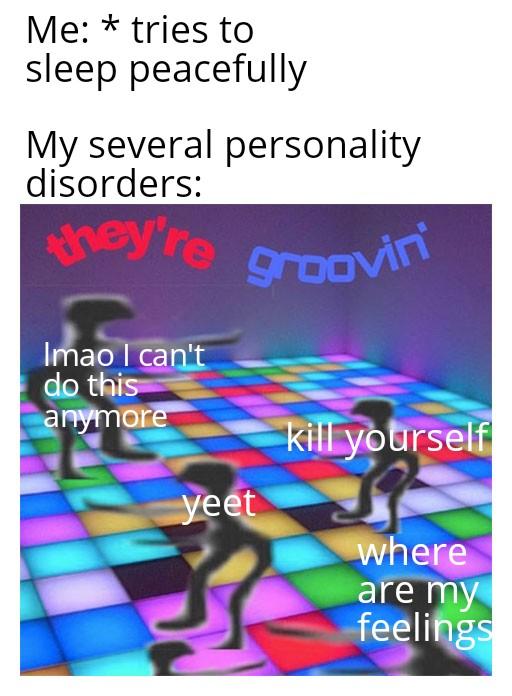 Me: * tries to
sleep peacefully
My several personality
disorders:
they're groovin'
lmao I can't
do this
anymore
kill yourself
yeet
where
are my
feelings